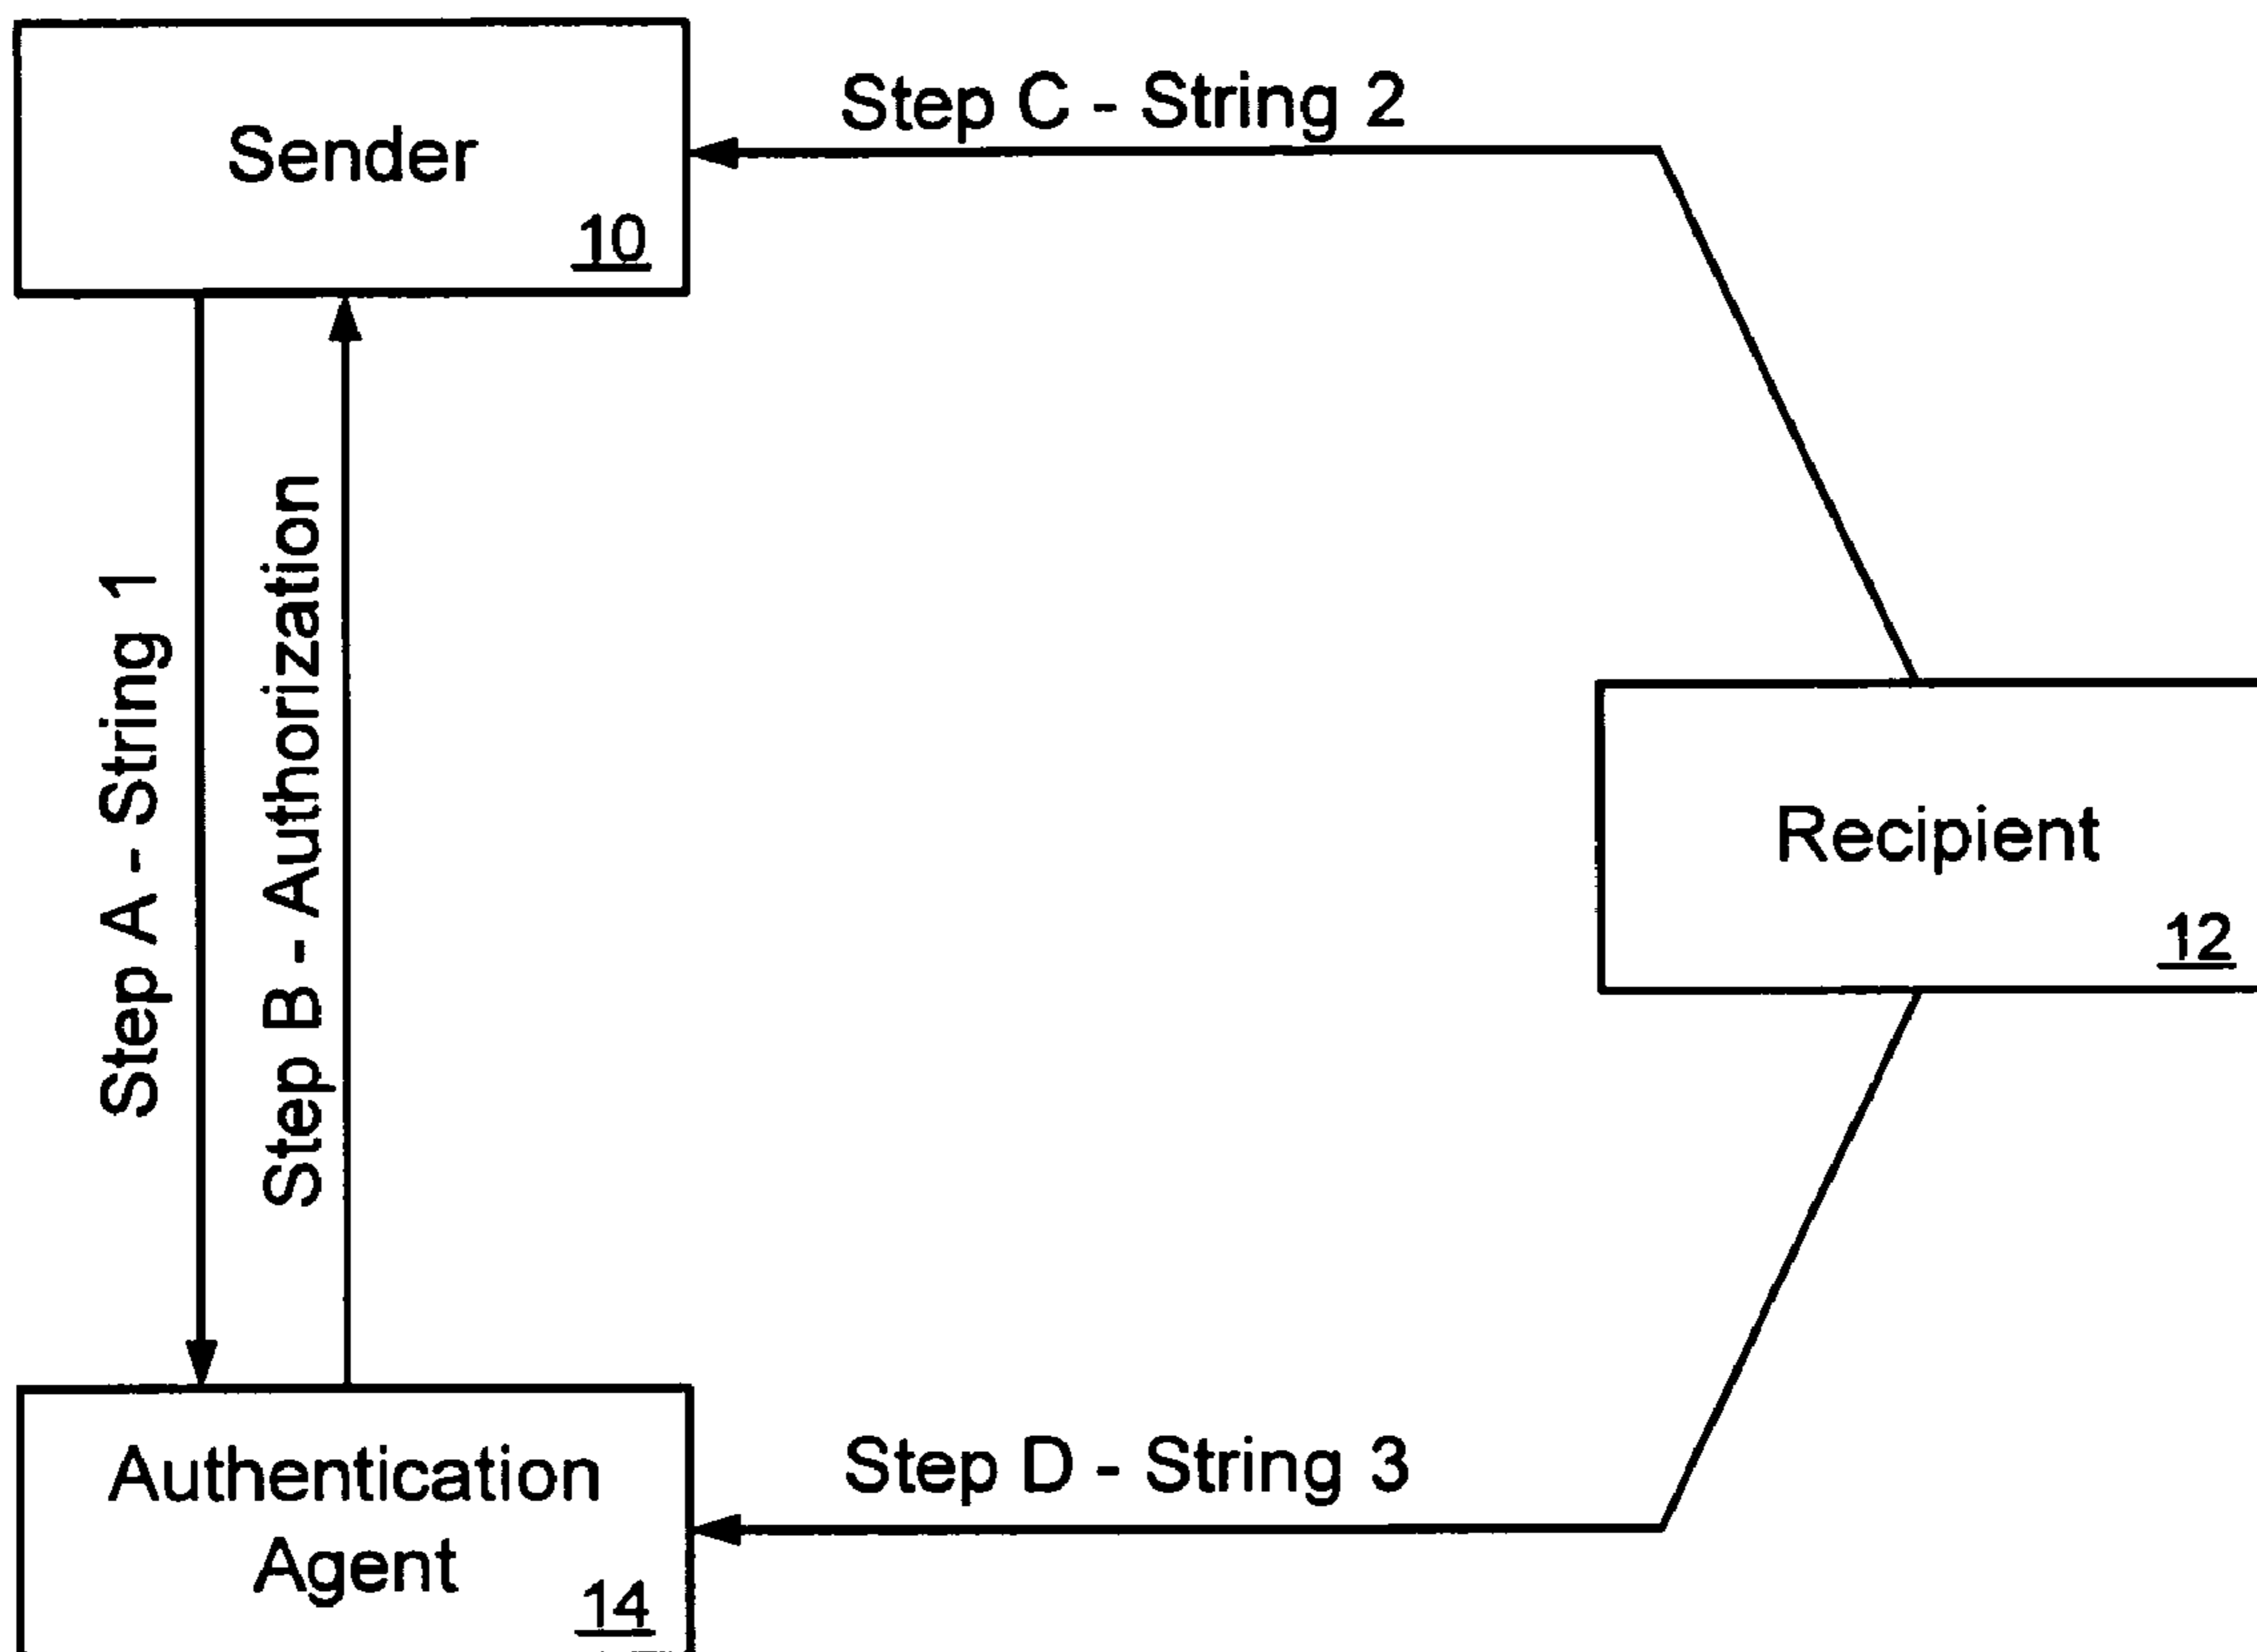 Sender
10
Step C - String 2
Step A - String 1
Step B - Authorization
Recipient
12
Authentication
Agent
14
Step D - String 3